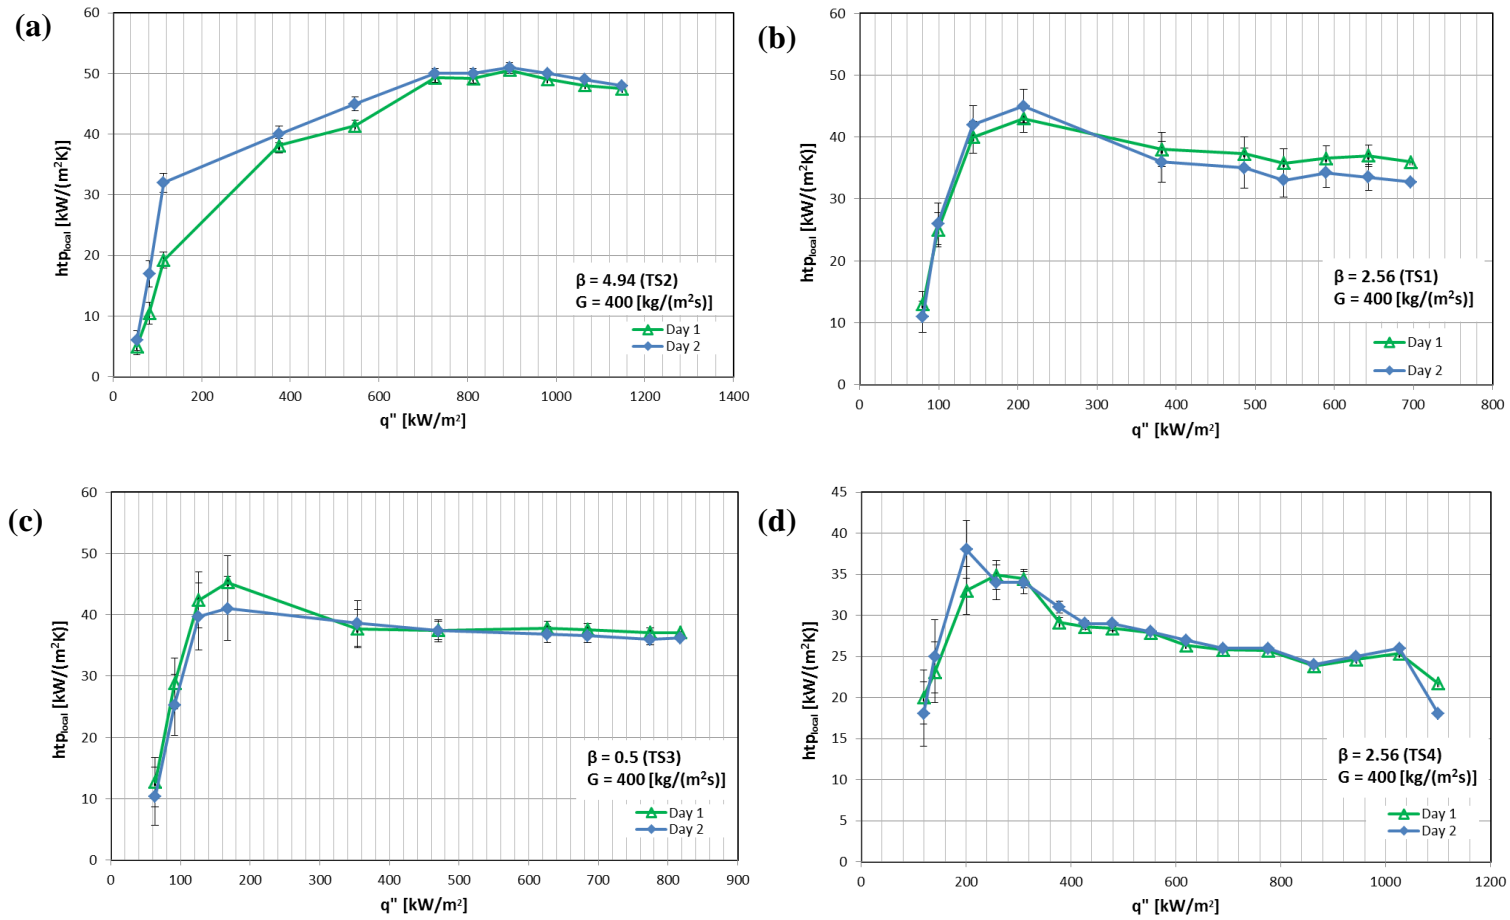 (a)
60
50
40
30
20
10
0
htp_local [kW/(m²K)]
0 200 400 600 800 1000 1200 1400
q" [kW/m²]
β = 4.94 (TS2)
G = 400 [kg/(m²s)]
Day 1
Day 2
(b)
60
50
40
30
20
10
0
htp_local [kW/(m²K)]
0 100 200 300 400 500 600 700 800
q" [kW/m²]
β = 2.56 (TS1)
G = 400 [kg/(m²s)]
Day 1
Day 2
(c)
60
50
40
30
20
10
0
htp_local [kW/(m²K)]
0 100 200 300 400 500 600 700 800 900
q" [kW/m²]
β = 0.5 (TS3)
G = 400 [kg/(m²s)]
Day 1
Day 2
(d)
45
40
35
30
25
20
15
10
5
0
htp_local [kW/(m²K)]
0 200 400 600 800 1000 1200
q" [kW/m²]
β = 2.56 (TS4)
G = 400 [kg/(m²s)]
Day 1
Day 2